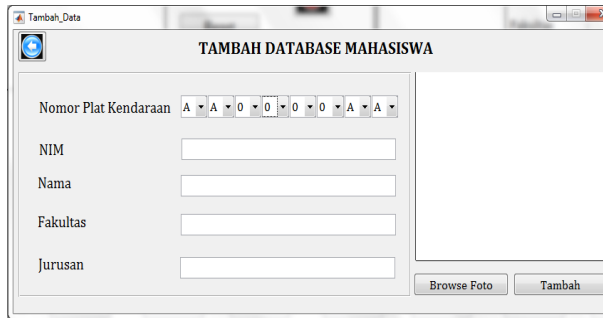 Tambah_Data
TAMBAH DATABASE MAHASISWA
Nomor Plat Kendaraan A A 0 0 0 0 A A
NIM
Nama
Fakultas
Jurusan
Browse Foto Tambah